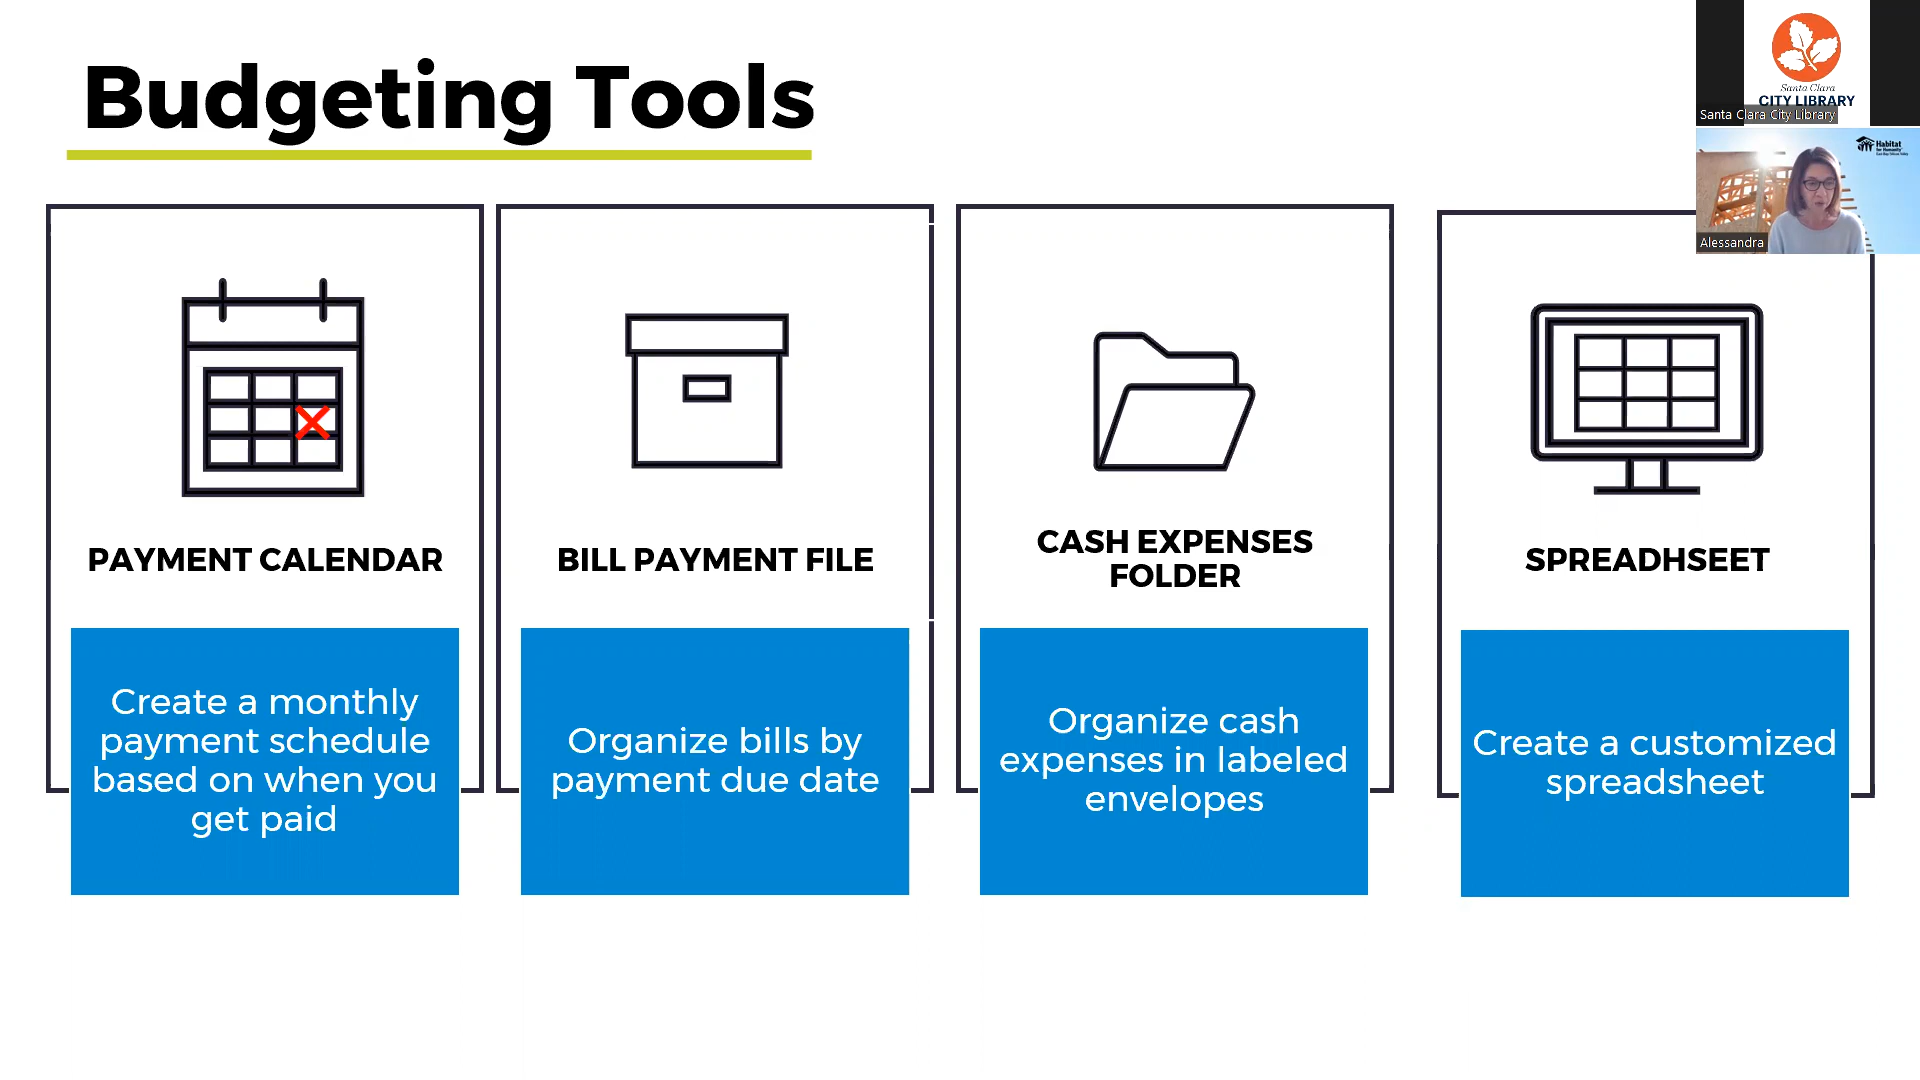 Budgeting Tools
Santa Clara
CITY LIBRARY
Santa Clara City Library
Habitat
for Humanity
Alessandra
PAYMENT CALENDAR
Create a monthly
payment schedule
based on when you
get paid
BILL PAYMENT FILE
Organize bills by
payment due date
CASH EXPENSES
FOLDER
Organize cash
expenses in labeled
envelopes
SPREADHSEET
Create a customized
spreadsheet